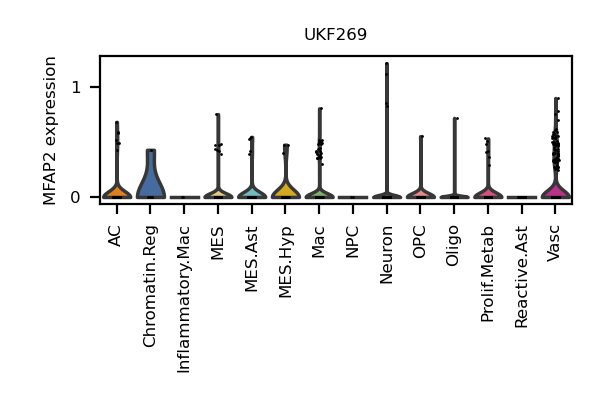 UKF269
MFAP2 expression
1
0
AC
Chromatin.Reg
Inflammatory.Mac
MES
MES.Ast
MES.Hyp
Mac
NPC
Neuron
OPC
Oligo
Prolif.Metab
Reactive.Ast
Vasc